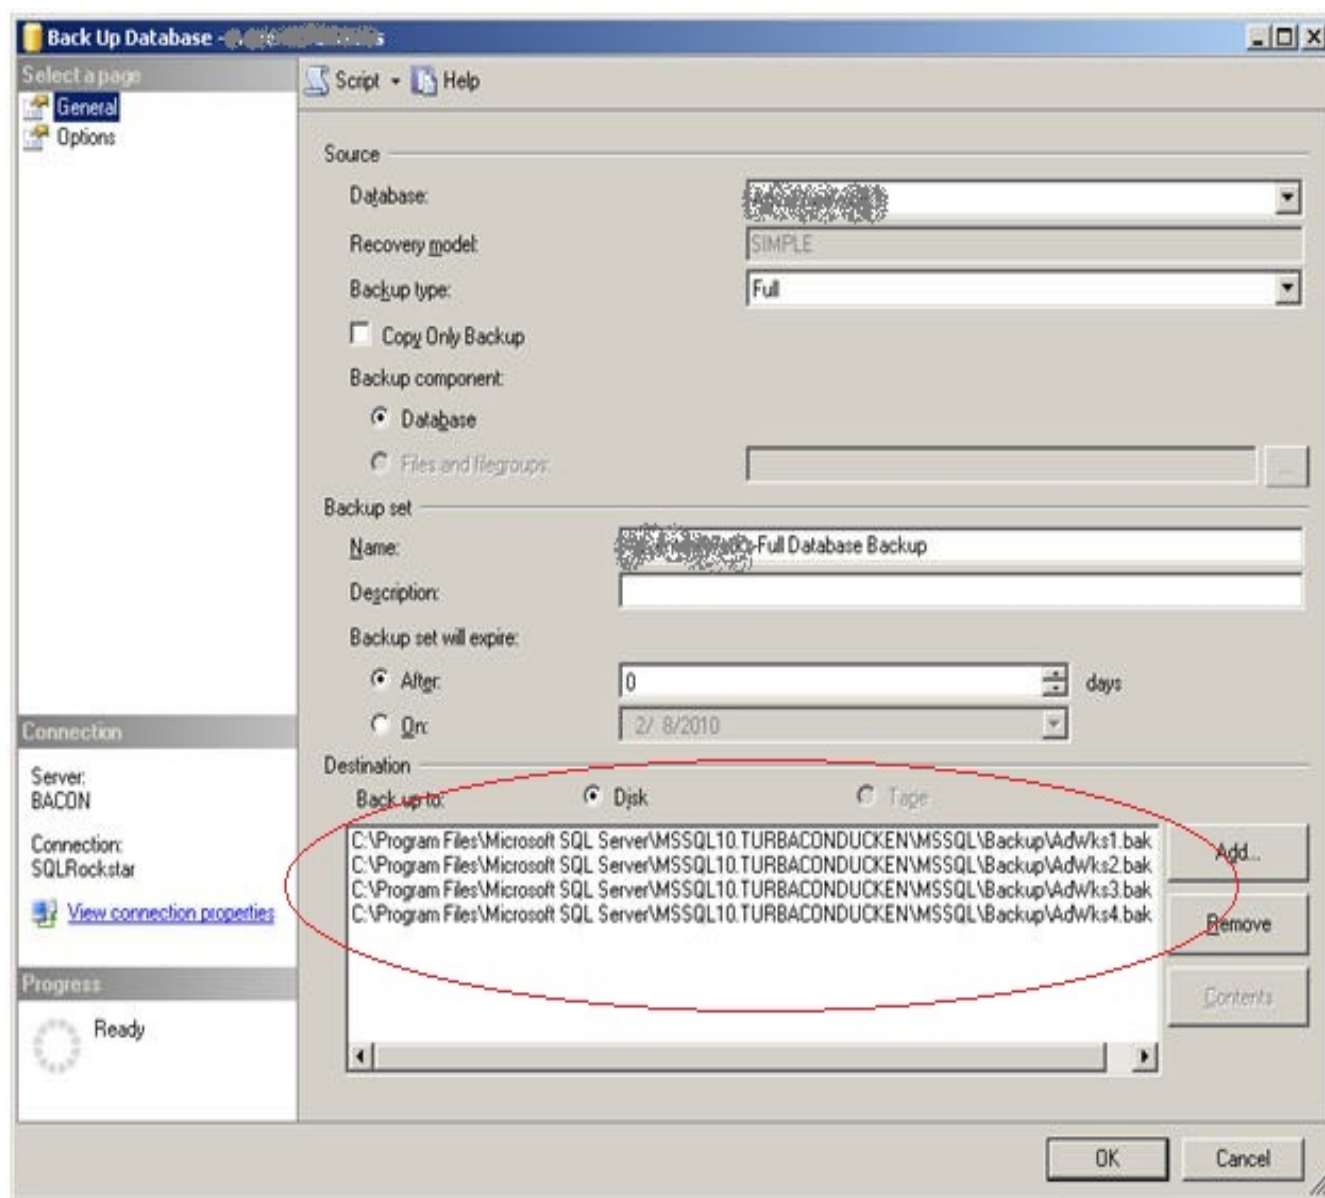 Back Up Database -
Select a page
General
Options
Script
Help
Source
Database:
Recovery model:
SIMPLE
Backup type:
Full
Copy Only Backup
Backup component:
Database
Files and filegroups:
...
Backup set
Name:
-Full Database Backup
Description:
Backup set will expire:
After:
0
days
On:
2/ 8/2010
Connection
Server:
BACON
Connection:
SQLRockstar
View connection properties
Progress
Ready
Destination
Back up to:
Disk
Tape
C:\Program Files\Microsoft SQL Server\MSSQL10.TURBACONDUCKEN\MSSQL\Backup\AdWks1.bak
C:\Program Files\Microsoft SQL Server\MSSQL10.TURBACONDUCKEN\MSSQL\Backup\AdWks2.bak
C:\Program Files\Microsoft SQL Server\MSSQL10.TURBACONDUCKEN\MSSQL\Backup\AdWks3.bak
C:\Program Files\Microsoft SQL Server\MSSQL10.TURBACONDUCKEN\MSSQL\Backup\AdWks4.bak
Add...
Remove
Contents
OK
Cancel